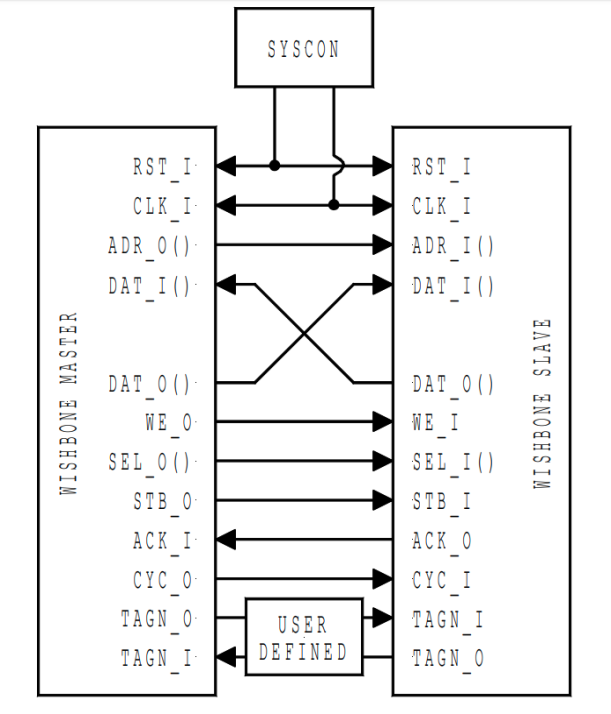 SYSCON
RST_I RST_I
CLK_I CLK_I
ADR_O() ADR_I()
DAT_I() DAT_I()
WISHBONE MASTER
WISHBONE SLAVE
DAT_O() DAT_O()
WE_O WE_I
SEL_O() SEL_I()
STB_O STB_I
ACK_I ACK_O
CYC_O CYC_I
TAGN_O USER TAGN_I
TAGN_I DEFINED TAGN_O